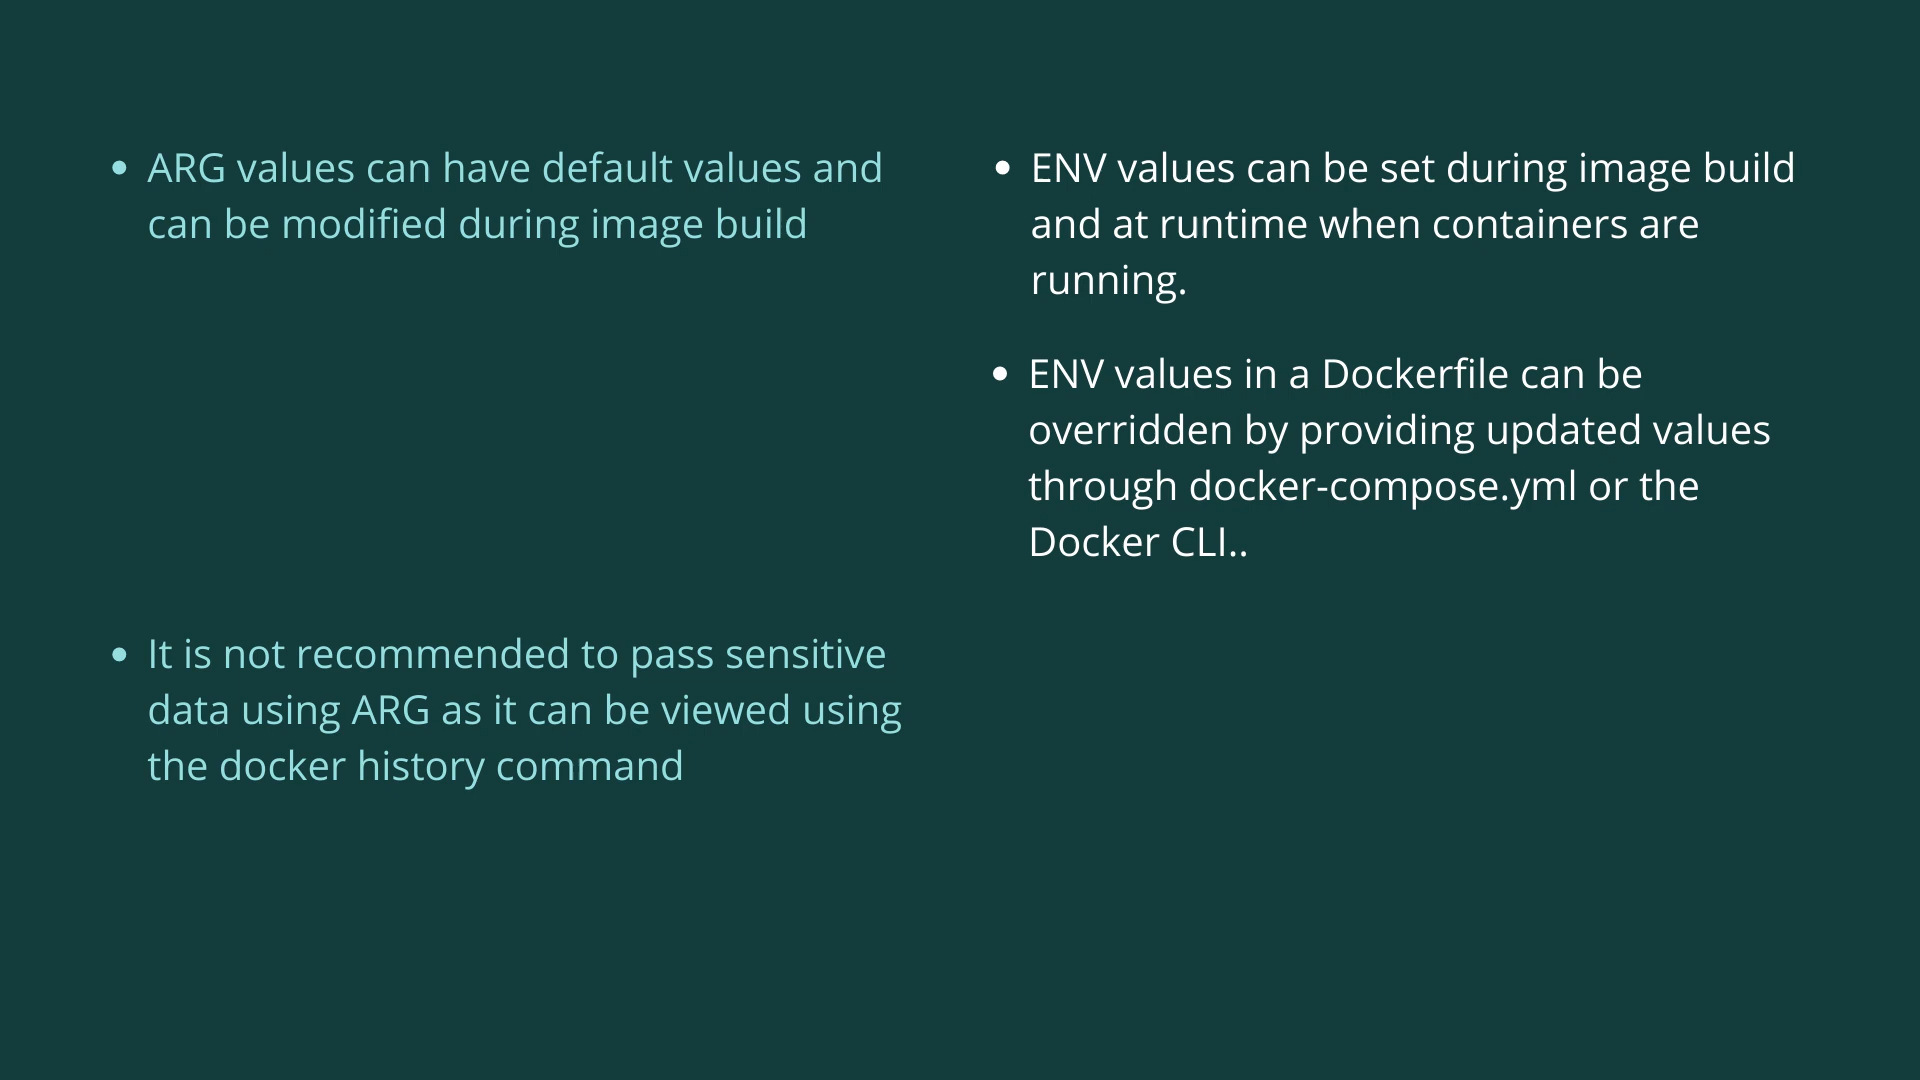 • ARG values can have default values and
can be modified during image build
• It is not recommended to pass sensitive
data using ARG as it can be viewed using
the docker history command
• ENV values can be set during image build
and at runtime when containers are
running.
• ENV values in a Dockerfile can be
overridden by providing updated values
through docker-compose.yml or the
Docker CLI..